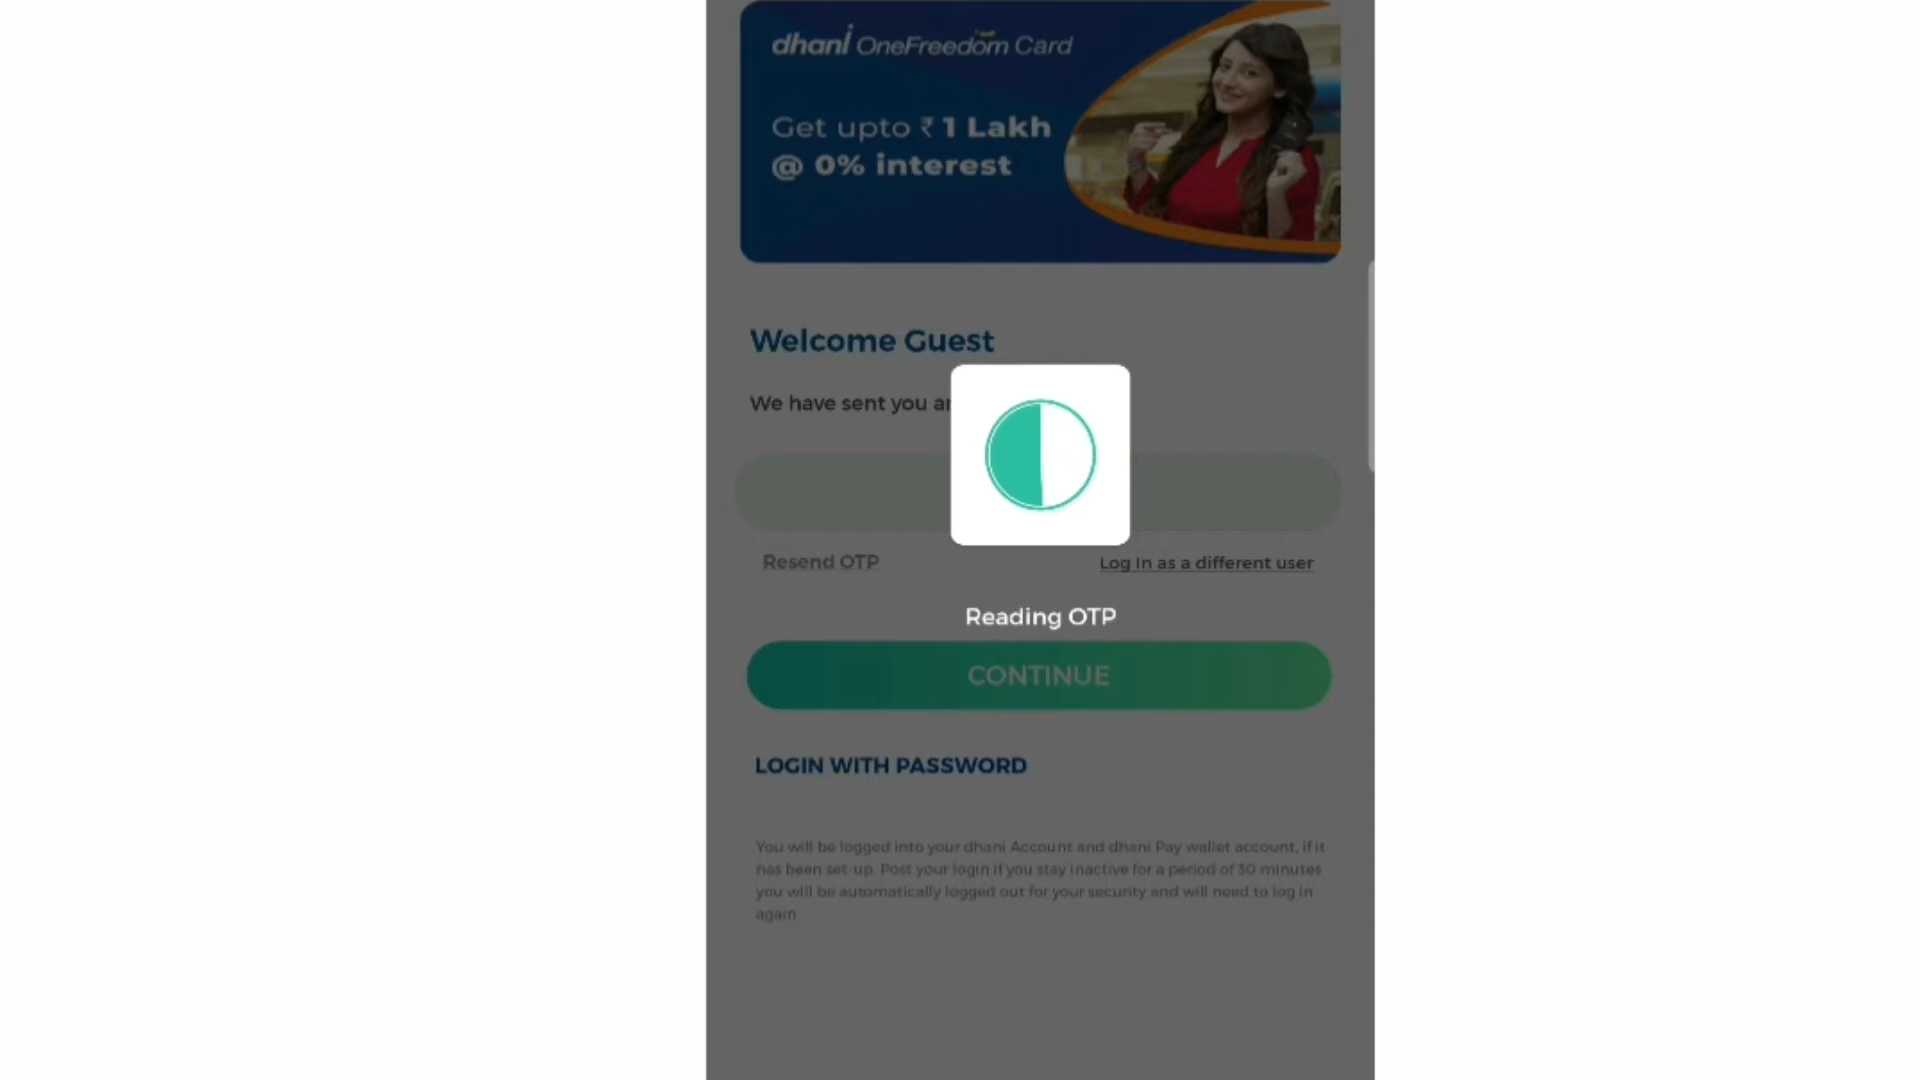 dhani OneFreedom Card
Get upto ₹ 1 Lakh
@ 0% interest
Welcome Guest
We have sent you
Resend OTP
Log In as a different user
Reading OTP
CONTINUE
LOGIN WITH PASSWORD
You will be logged into your dhani Account and dhani Pay wallet account, if it
has been set-up. Post your login if you stay inactive for a period of 30 minutes
you will be automatically logged out for your security and will need to log in
again